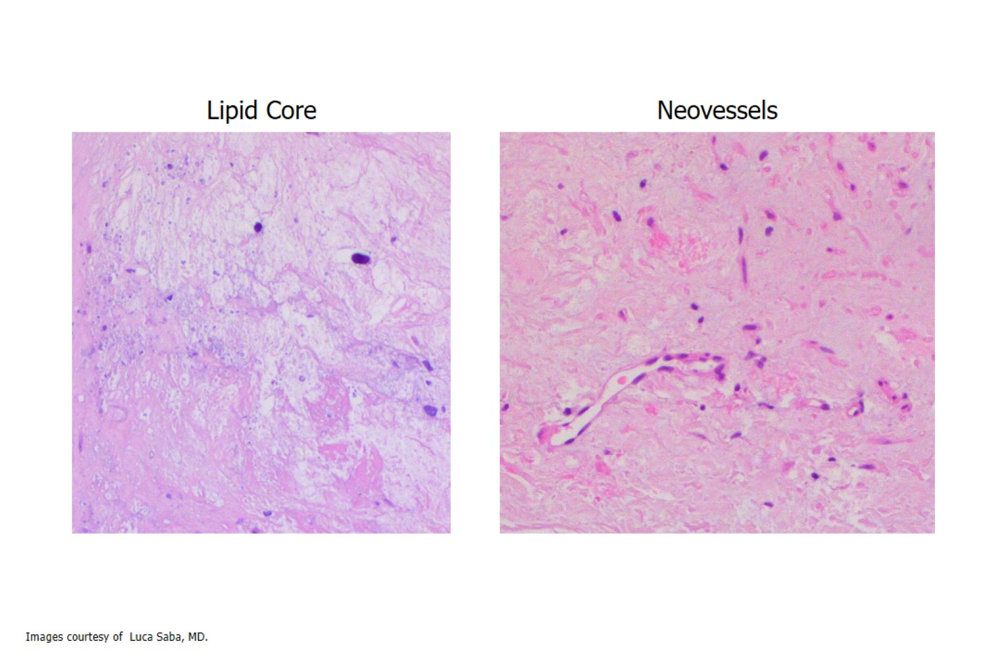 Lipid Core
Neovessels
Images courtesy of Luca Saba, MD.